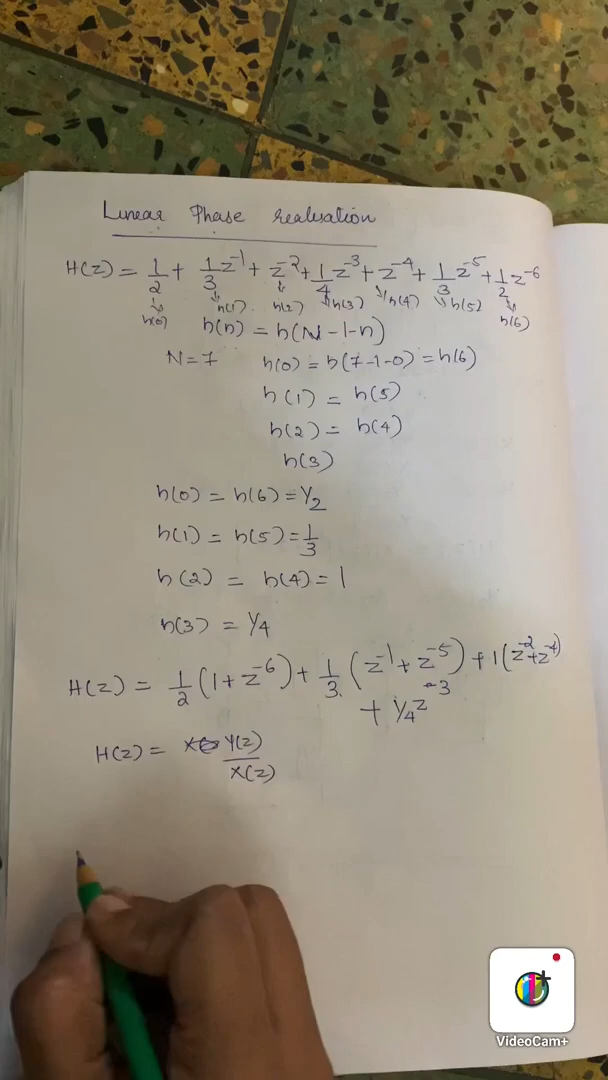 Linear Phase realisation
H(z) = 1/2 + 1/3 z^-1 + z^-2 + 1/4 z^-3 + z^-4 + 1/3 z^-5 + 1/2 z^-6
h(0) h(1) h(2) h(3) h(4) h(5) h(6)
h(n) = h(N-1-n)
N=7 h(0) = h(7-1-0) = h(6)
h(1) = h(5)
h(2) = h(4)
h(3)
h(0) = h(6) = 1/2
h(1) = h(5) = 1/3
h(2) = h(4) = 1
h(3) = 1/4
H(z) = 1/2 (1+z^-6) + 1/3 (z^-1 + z^-5) + 1(z^-2+z^-4)
+ 1/4 z^-3
H(z) = Y(z)/X(z)
VideoCam+